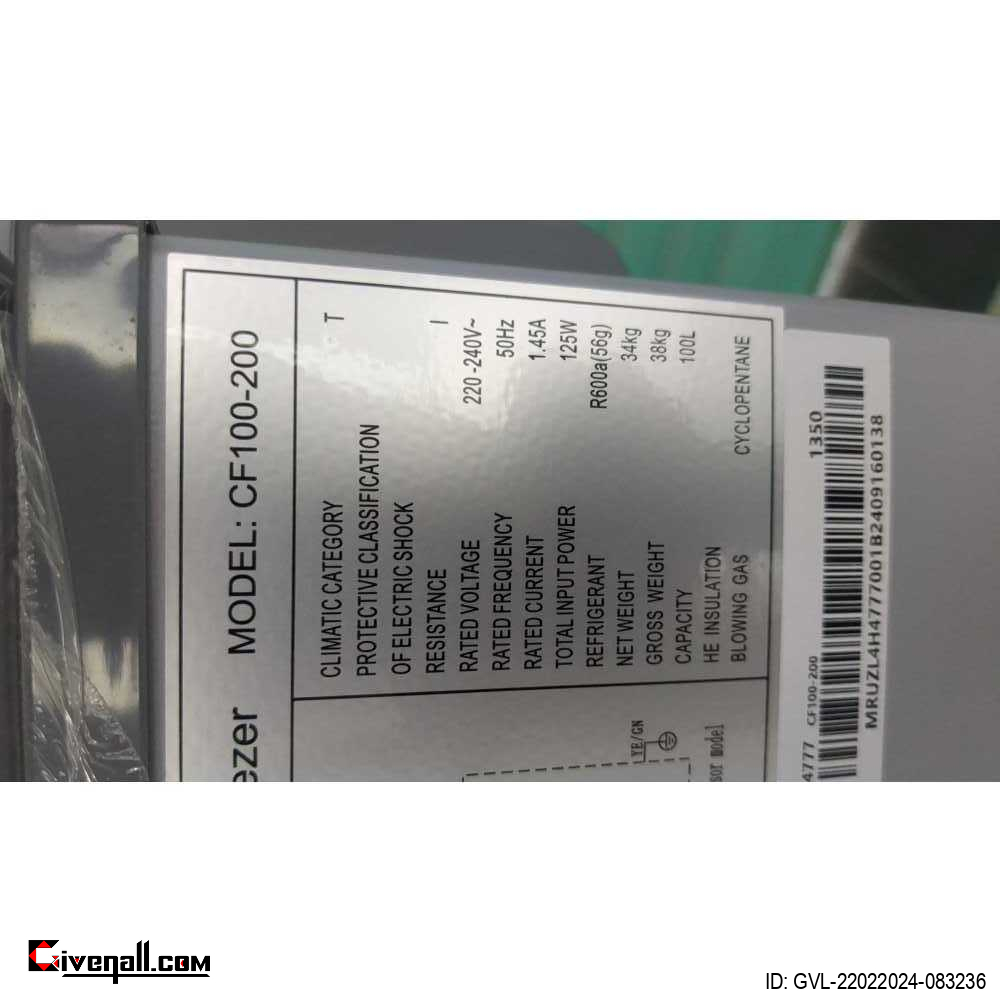 ezer MODEL: CF100-200
CLIMATIC CATEGORY T
PROTECTIVE CLASSIFICATION
OF ELECTRIC SHOCK
RESISTANCE I
RATED VOLTAGE 220-240V~
RATED FREQUENCY 50Hz
RATED CURRENT 1.45A
TOTAL INPUT POWER 125W
REFRIGERANT R600a(56g)
NET WEIGHT 34kg
GROSS WEIGHT 38kg
CAPACITY 100L
HE INSULATION
BLOWING GAS CYCLOPENTANE
YE/GN
sor model
4777 CF100-200 1350
MRUZL4H4777001B2409160138
Givenall.com
ID: GVL-22022024-083236